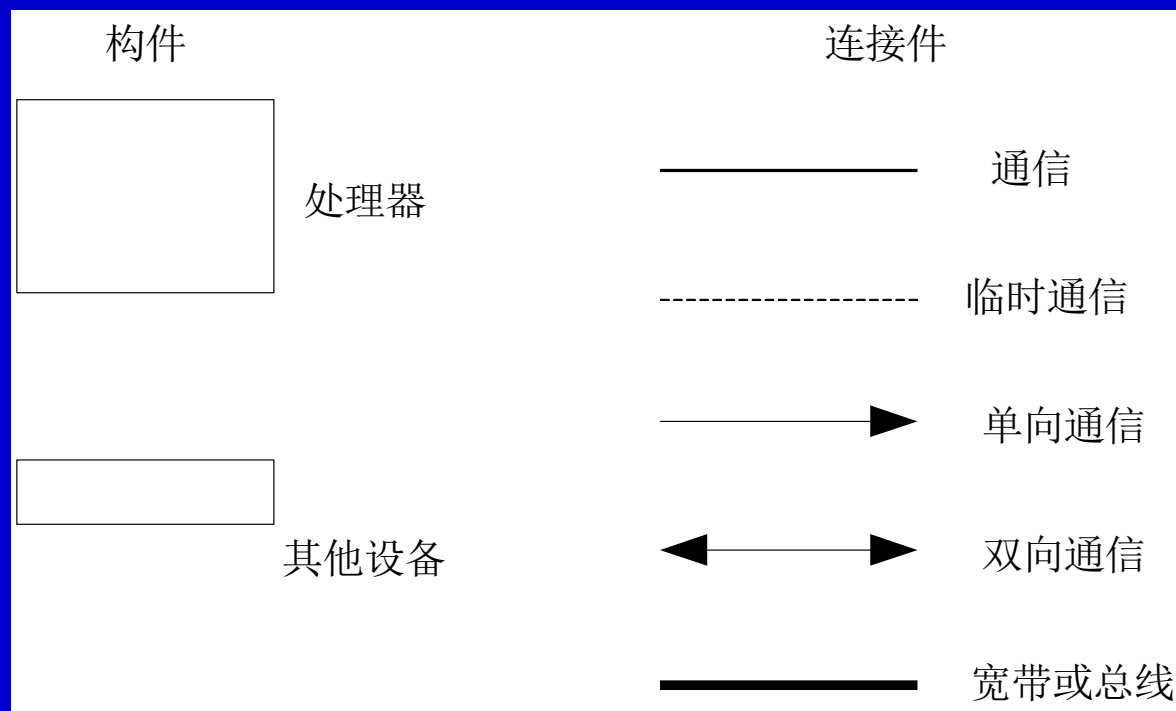 构件
连接件
处理器
通信
临时通信
单向通信
其他设备
双向通信
宽带或总线